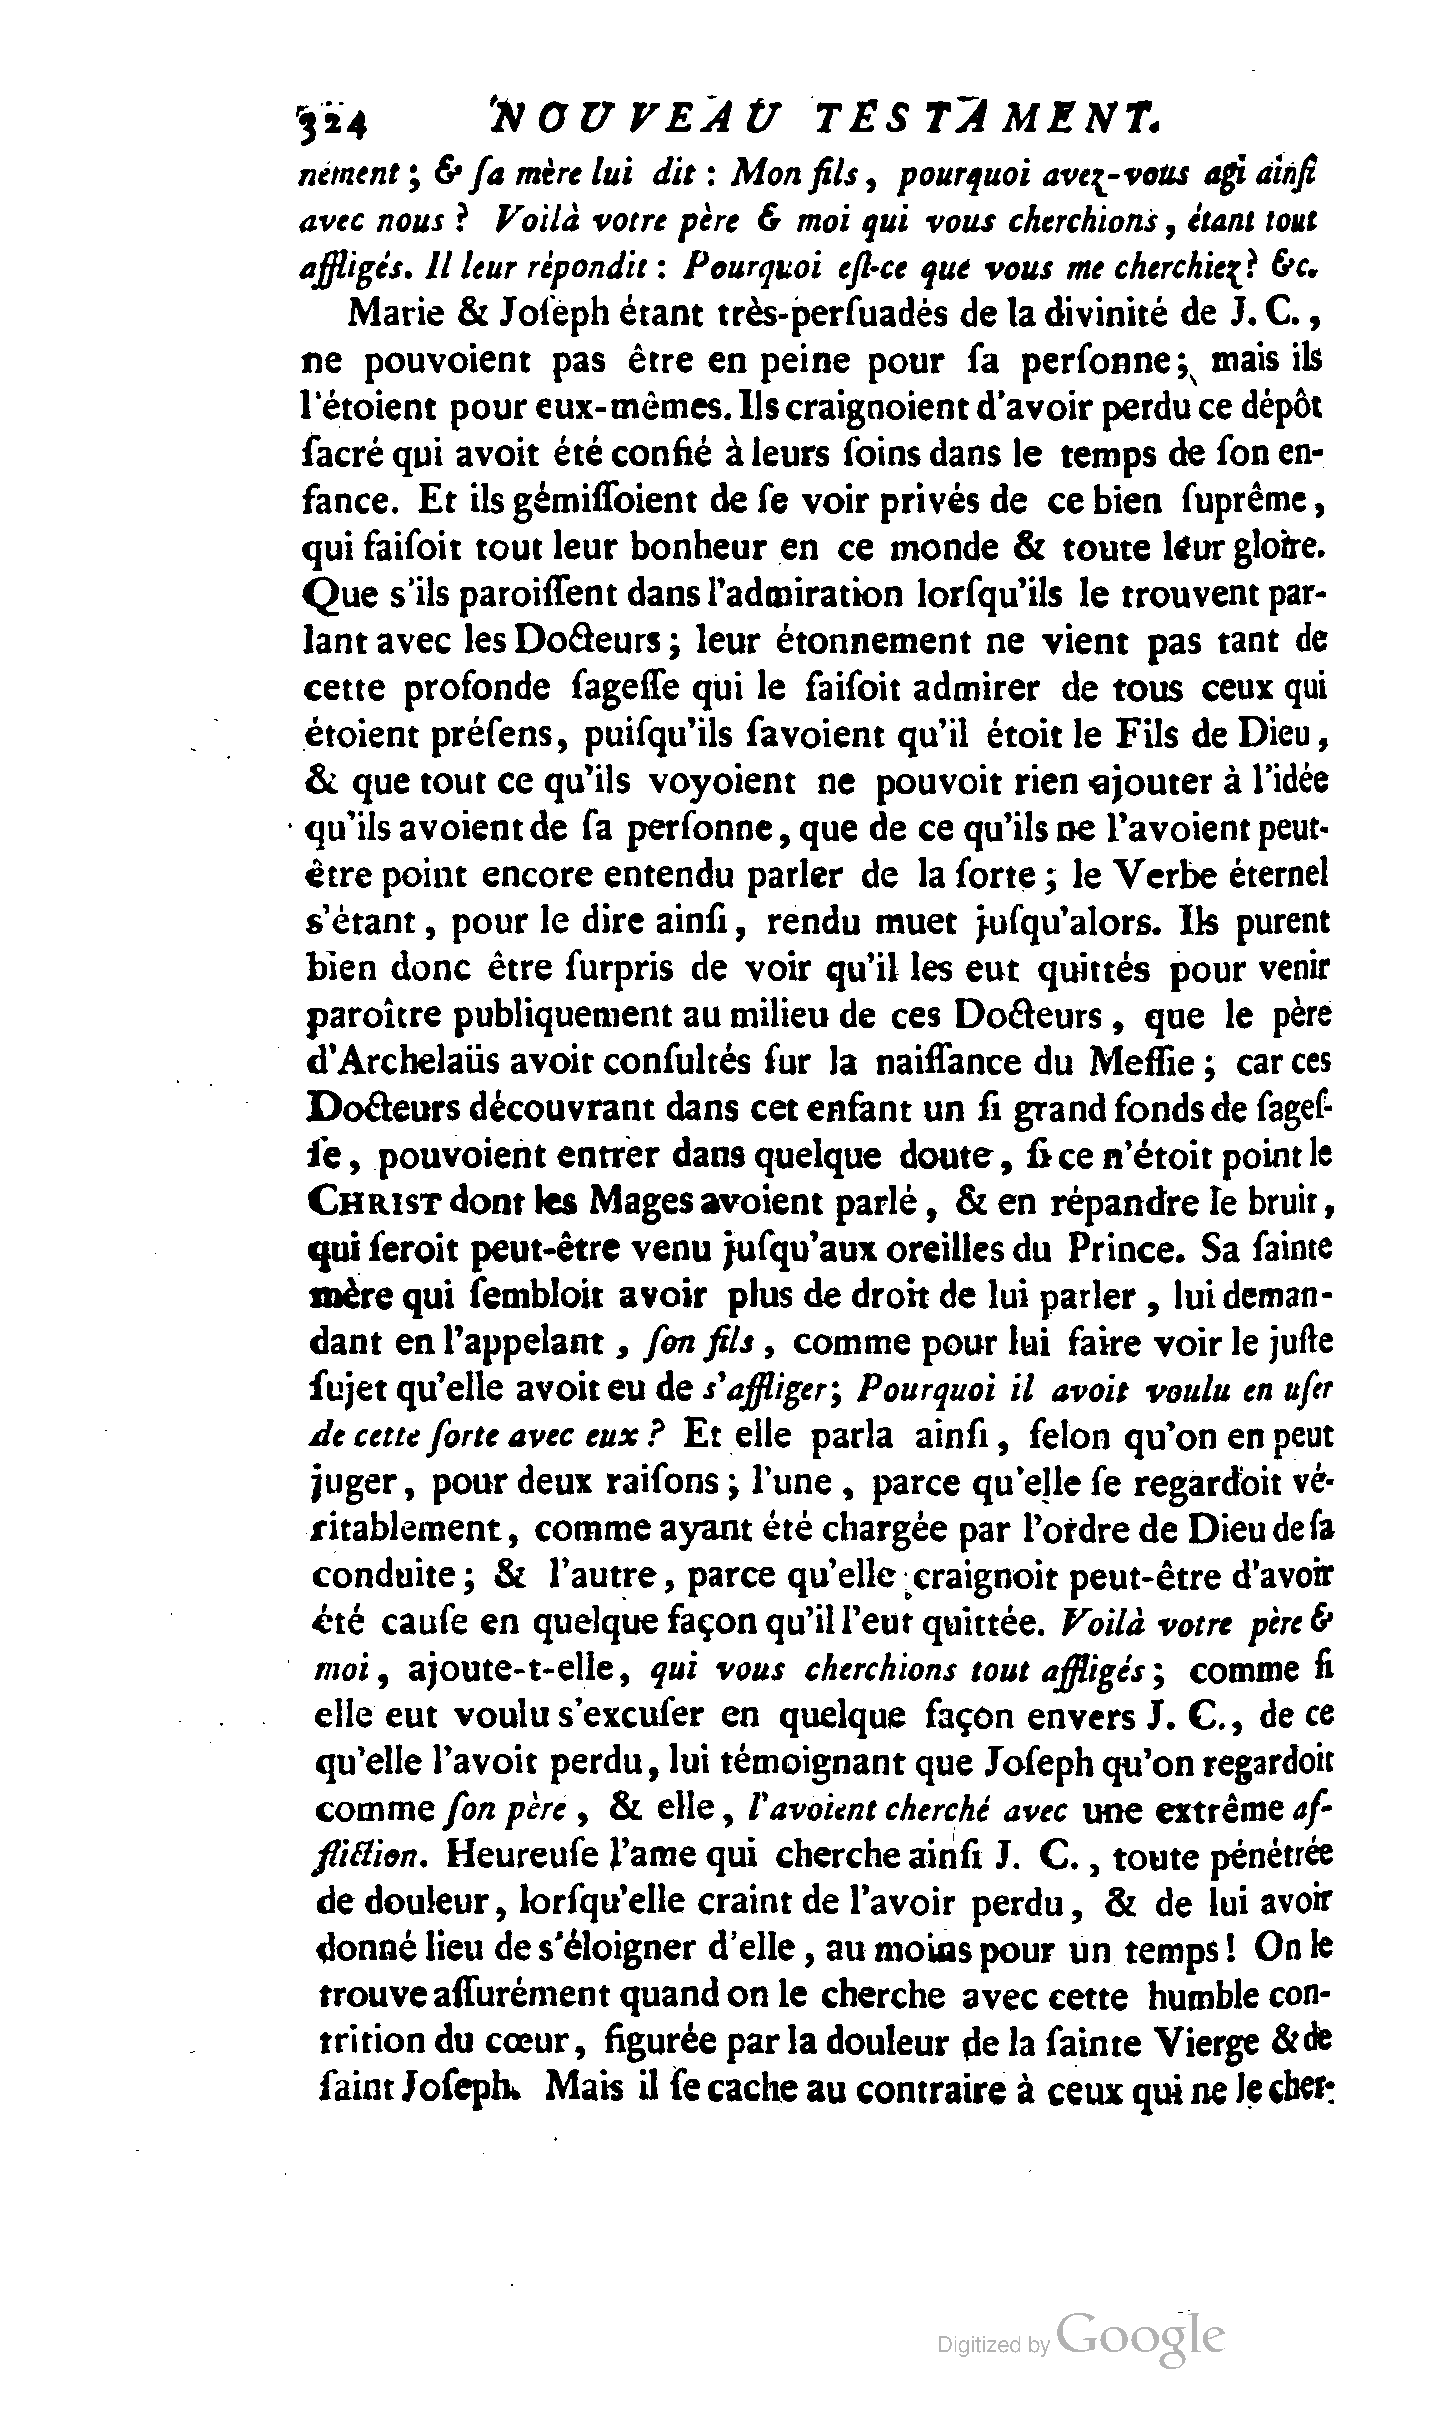 324 NOUVEAU TESTAMENT.
nément ; & ſa mère lui dit : Mon fils, pourquoi avez-vous agi ainſi
avec nous ? Voilà votre père & moi qui vous cherchions, étant tout
affligés. Il leur répondit : Pourquoi eſt-ce que vous me cherchiez? &c.
Marie & Joſeph étant très-perſuadés de la divinité de J. C.,
ne pouvoient pas être en peine pour ſa perſonne; mais ils
l'étoient pour eux-mêmes. Ils craignoient d'avoir perdu ce dépôt
ſacré qui avoit été confié à leurs ſoins dans le temps de ſon en-
fance. Et ils gémiſſoient de ſe voir privés de ce bien ſuprême,
qui faiſoit tout leur bonheur en ce monde & toute leur gloire.
Que s'ils paroiſſent dans l'admiration lorſqu'ils le trouvent par-
lant avec les Docteurs; leur étonnement ne vient pas tant de
cette profonde ſageſſe qui le faiſoit admirer de tous ceux qui
étoient préſens, puiſqu'ils ſavoient qu'il étoit le Fils de Dieu,
& que tout ce qu'ils voyoient ne pouvoit rien ajouter à l'idée
qu'ils avoient de ſa perſonne, que de ce qu'ils ne l'avoient peut-
être point encore entendu parler de la ſorte; le Verbe éternel
s'étant, pour le dire ainſi, rendu muet juſqu'alors. Ils purent
bien donc être ſurpris de voir qu'il les eut quittés pour venir
paroître publiquement au milieu de ces Docteurs, que le père
d'Archelaüs avoit conſultés ſur la naiſſance du Meſſie; car ces
Docteurs découvrant dans cet enfant un ſi grand fonds de ſageſ-
ſe, pouvoient entrer dans quelque doute, ſi ce n'étoit point le
CHRIST dont les Mages avoient parlé, & en répandre le bruit,
qui ſeroit peut-être venu juſqu'aux oreilles du Prince. Sa ſainte
mère qui ſembloit avoir plus de droit de lui parler, lui deman-
dant en l'appelant, ſon fils, comme pour lui faire voir le juſte
ſujet qu'elle avoit eu de s'affliger; Pourquoi il avoit voulu en uſer
de cette ſorte avec eux ? Et elle parla ainſi, ſelon qu'on en peut
juger, pour deux raiſons; l'une, parce qu'elle ſe regardoit vé-
ritablement, comme ayant été chargée par l'ordre de Dieu de ſa
conduite; & l'autre, parce qu'elle craignoit peut-être d'avoir
été cauſe en quelque façon qu'il l'eut quittée. Voilà votre père &
moi, ajoute-t-elle, qui vous cherchions tout affligés; comme ſi
elle eut voulu s'excuſer en quelque façon envers J. C., de ce
qu'elle l'avoit perdu, lui témoignant que Joſeph qu'on regardoit
comme ſon père, & elle, l'avoient cherché avec une extrême af-
fliction. Heureuſe l'ame qui cherche ainſi J. C., toute pénétrée
de douleur, lorſqu'elle craint de l'avoir perdu, & de lui avoir
donné lieu de s'éloigner d'elle, au moins pour un temps! On le
trouve aſſurément quand on le cherche avec cette humble con-
trition du cœur, figurée par la douleur de la ſainte Vierge & de
ſaint Joſeph. Mais il ſe cache au contraire à ceux qui ne le cher-
Digitized by Google